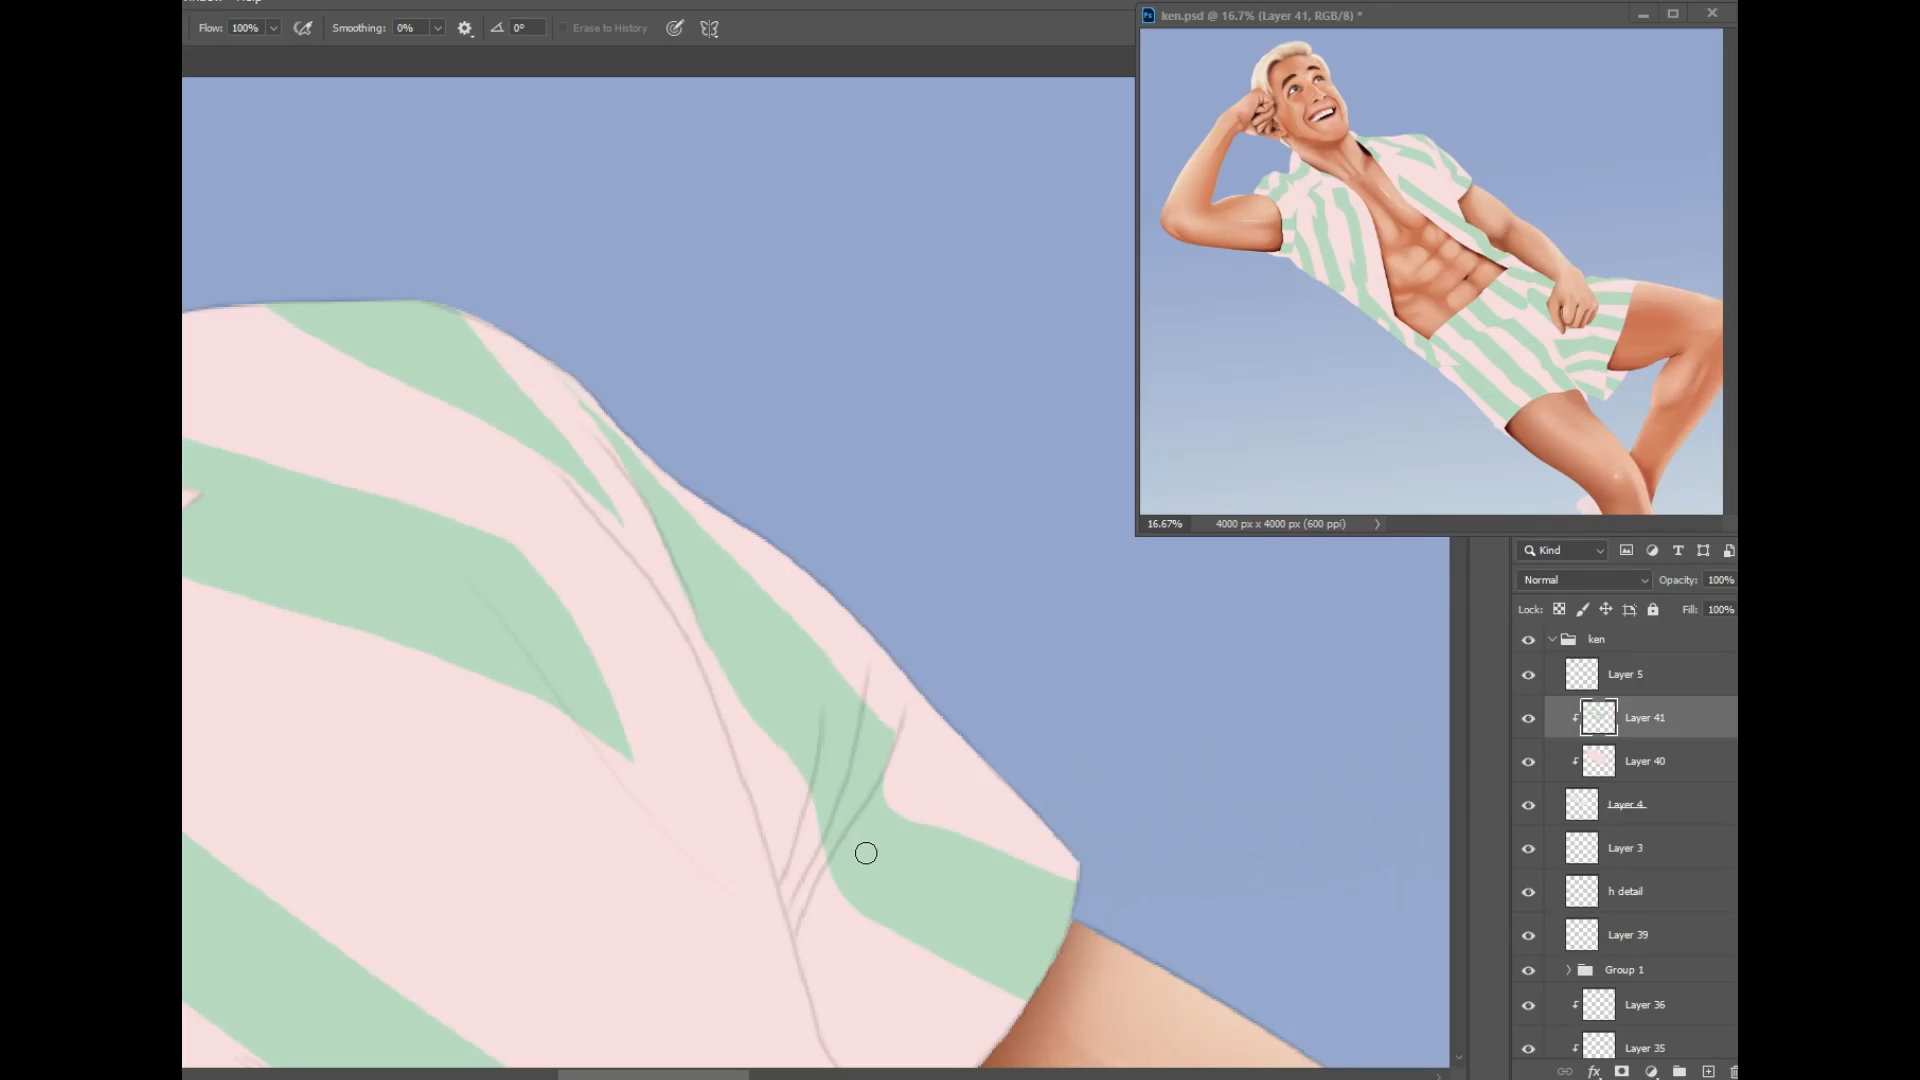 Flow: 100%
Smoothing: 0%
0°
Erase to History
ken.psd @ 16.7% (Layer 41, RGB/8) *
16.67%
4000 px x 4000 px (600 ppi)
Kind
Normal
Opacity: 100%
Lock:
Fill: 100%
ken
Layer 5
Layer 41
Layer 40
Layer 4
Layer 3
h detail
Layer 39
Group 1
Layer 36
Layer 35
fx